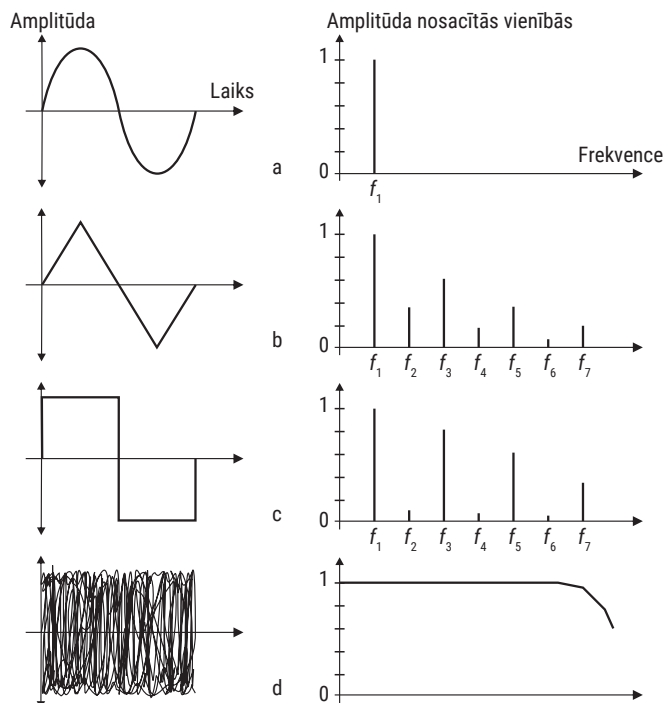 Amplitūda
Amplitūda nosacītās vienībās
Laiks
1
0
Frekvence
a
f1
1
0
b
f1 f2 f3 f4 f5 f6 f7
1
0
c
f1 f2 f3 f4 f5 f6 f7
1
0
d